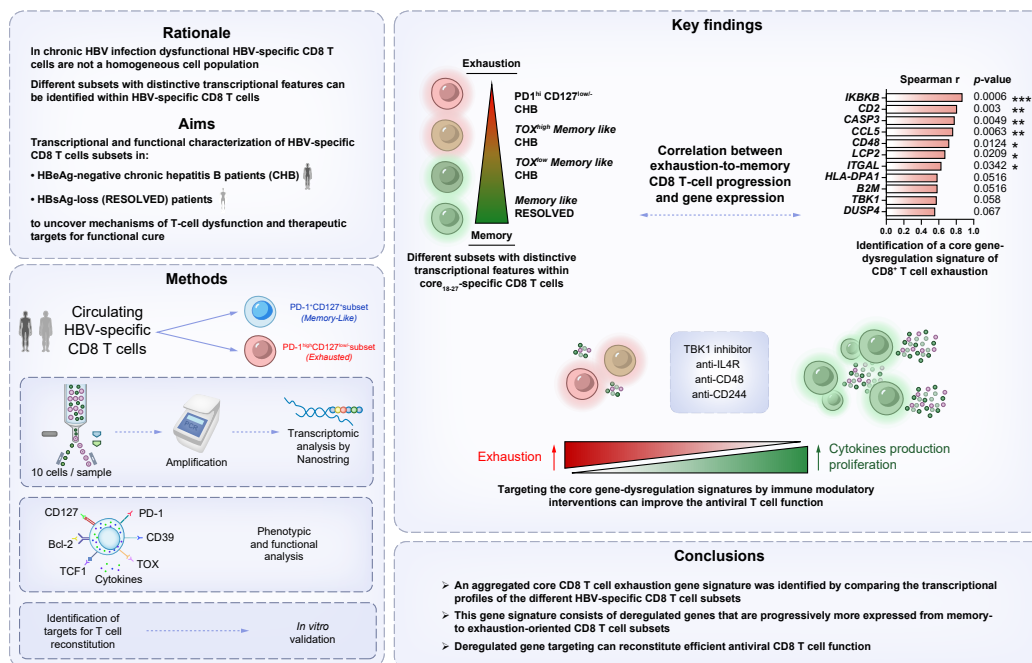 Rationale
In chronic HBV infection dysfunctional HBV-specific CD8 T
cells are not a homogeneous cell population
Different subsets with distinctive transcriptional features can
be identified within HBV-specific CD8 T cells
Aims
Transcriptional and functional characterization of HBV-specific
CD8 T cells subsets in:
• HBeAg-negative chronic hepatitis B patients (CHB)
• HBsAg-loss (RESOLVED) patients
to uncover mechanisms of T-cell dysfunction and therapeutic
targets for functional cure
Methods
Circulating
HBV-specific
CD8 T cells
PD-1⁺CD127⁺subset
(Memory-Like)
PD-1ʰⁱᵍʰCD127ˡᵒʷ/⁻subset
(Exhausted)
10 cells / sample
PCR
Amplification
Transcriptomic
analysis by
Nanostring
CD127
PD-1
Bcl-2
CD39
TCF1
TOX
Cytokines
Phenotypic
and functional
analysis
Identification of
targets for T cell
reconstitution
In vitro
validation
Key findings
Exhaustion
PD1ʰⁱ CD127ˡᵒʷ/⁻
CHB
TOXʰⁱᵍʰ Memory like
CHB
TOXˡᵒʷ Memory like
CHB
Memory like
RESOLVED
Memory
Different subsets with distinctive
transcriptional features within
core₁₈₋₂₇-specific CD8 T cells
Correlation between
exhaustion-to-memory
CD8 T-cell progression
and gene expression
Spearman r p-value
IKBKB 0.0006 ***
CD2 0.003 **
CASP3 0.0049 **
CCL5 0.0063 **
CD48 0.0124 *
LCP2 0.0209 *
ITGAL 0.0342 *
HLA-DPA1 0.0516
B2M 0.0516
TBK1 0.058
DUSP4 0.067
0.0 0.2 0.4 0.6 0.8 1.0
Identification of a core gene-
dysregulation signature of
CD8⁺ T cell exhaustion
TBK1 inhibitor
anti-IL4R
anti-CD48
anti-CD244
Exhaustion
Cytokines production
proliferation
Targeting the core gene-dysregulation signatures by immune modulatory
interventions can improve the antiviral T cell function
Conclusions
➢ An aggregated core CD8 T cell exhaustion gene signature was identified by comparing the transcriptional
profiles of the different HBV-specific CD8 T cell subsets
➢ This gene signature consists of deregulated genes that are progressively more expressed from memory-
to exhaustion-oriented CD8 T cell subsets
➢ Deregulated gene targeting can reconstitute efficient antiviral CD8 T cell function